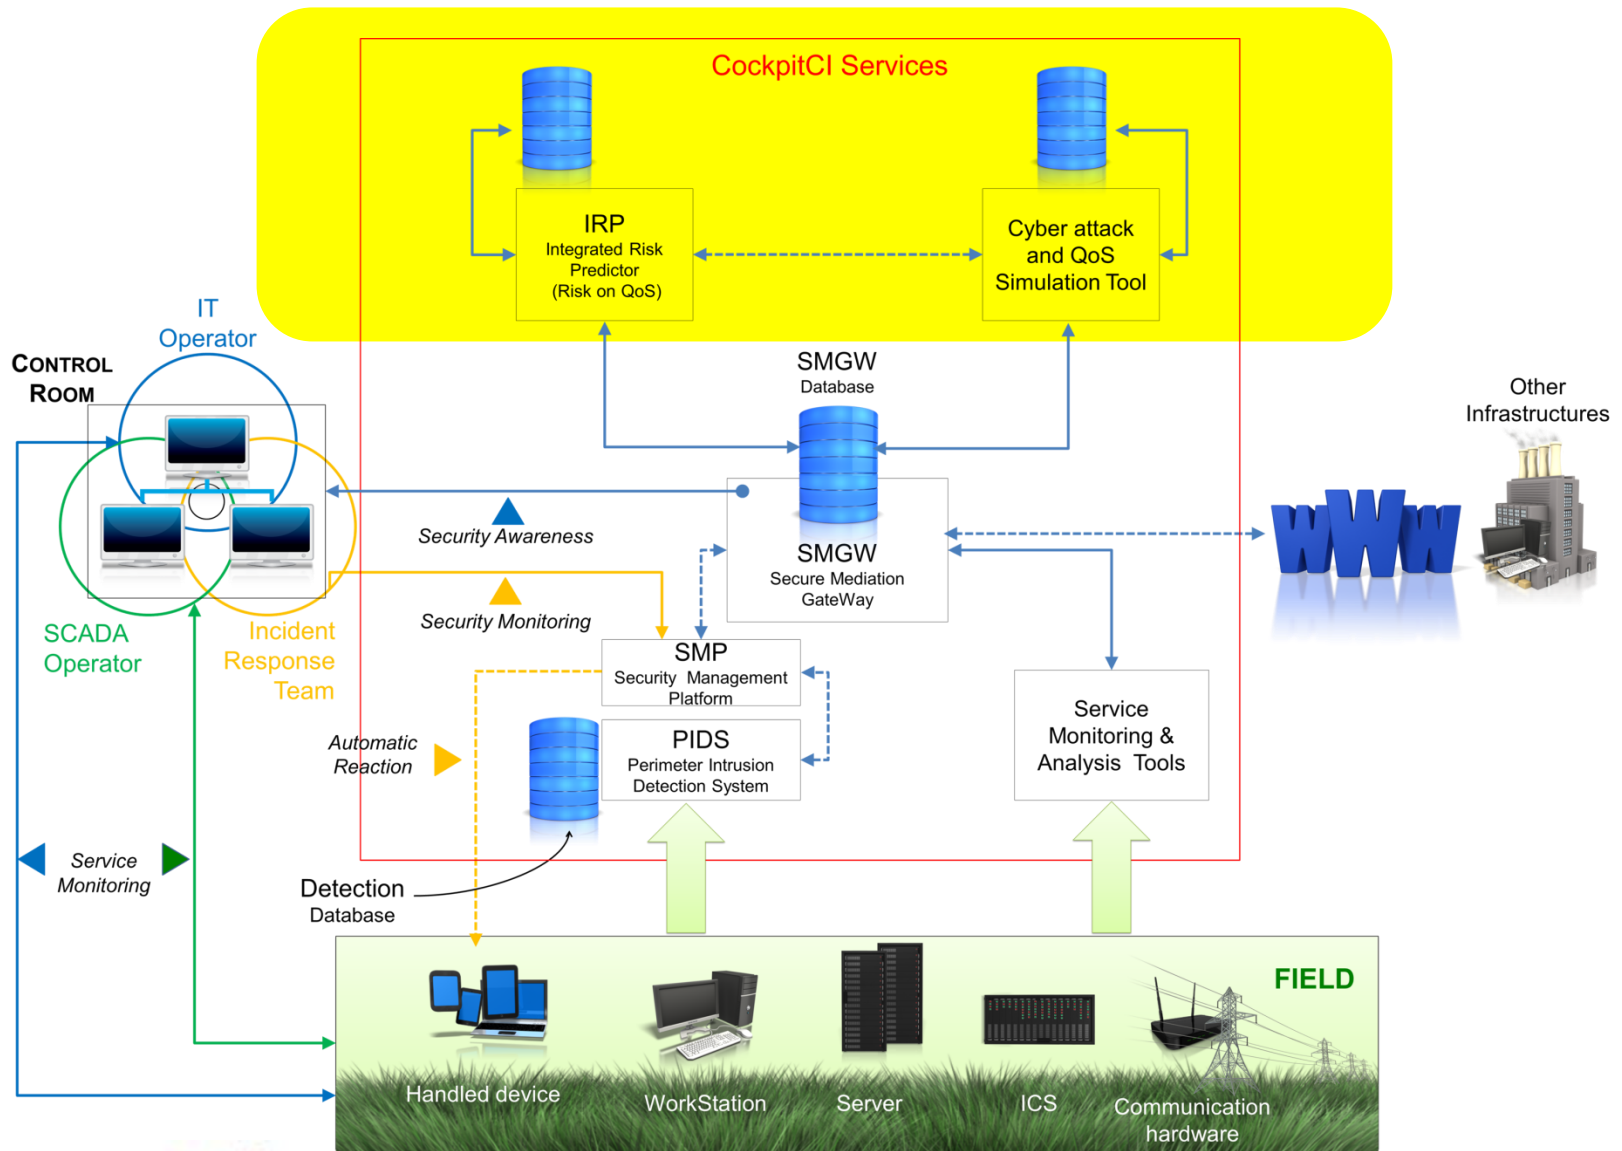 CockpitCI Services
IRP
Integrated Risk
Predictor
(Risk on QoS)
Cyber attack
and QoS
Simulation Tool
IT
Operator
CONTROL
ROOM
SMGW
Database
Other
Infrastructures
Security Awareness
SMGW
Secure Mediation
GateWay
WWW
Security Monitoring
SCADA
Operator
Incident
Response
Team
SMP
Security Management
Platform
Automatic
Reaction
PIDS
Perimeter Intrusion
Detection System
Service
Monitoring &
Analysis Tools
Service
Monitoring
Detection
Database
FIELD
Handled device
WorkStation
Server
ICS
Communication
hardware